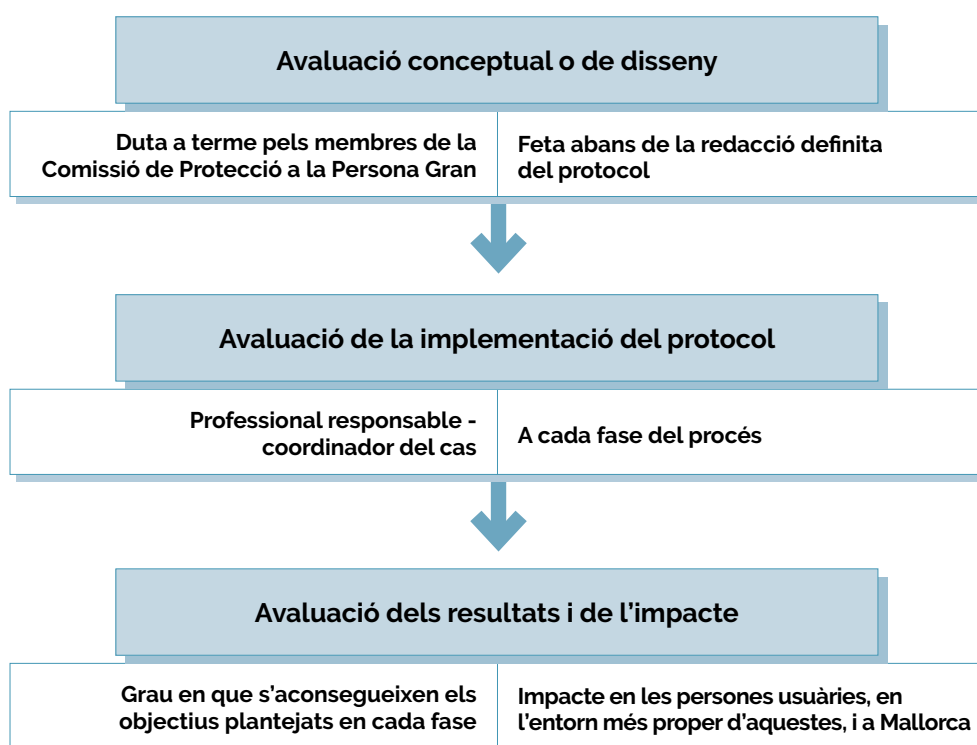 Avaluació conceptual o de disseny
Duta a terme pels membres de la
Comissió de Protecció a la Persona Gran
Feta abans de la redacció definita
del protocol
Avaluació de la implementació del protocol
Professional responsable -
coordinador del cas
A cada fase del procés
Avaluació dels resultats i de l'impacte
Grau en que s'aconsegueixen els
objectius plantejats en cada fase
Impacte en les persones usuàries, en
l'entorn més proper d'aquestes, i a Mallorca